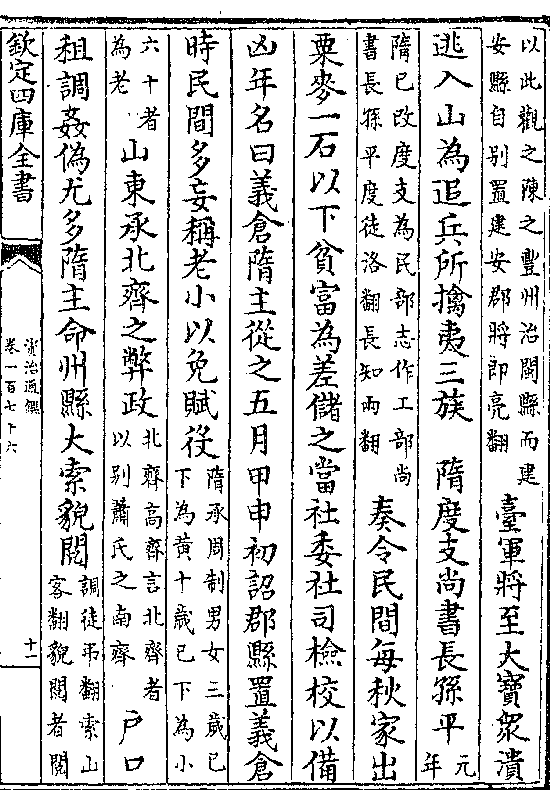 以此觀之陳之豐州治閩縣而建
安縣自别置建安郡將即亮翻
臺軍將至大寶衆潰
逃入山為追兵所擒夷三族 隋度支尚書長孫平
元
年
隋已改度支為民部志作工部尚
書長孫平度徒洛翻長知兩翻
奏令民間每秋家出
粟麥一石以下貧富為差儲之當社委社司檢校以備
凶年名曰義倉隋主從之五月甲申初詔郡縣置義倉
時民間多妄稱老小以免賦役
隋承周制男女三歲已
下為黄十歲已下為小
六十者
為老
山東承北齊之弊政
北齊高齊言北齊者
以别蕭氏之南齊
戸口
租調姦偽尤多隋主命州縣大索貌閲
調徒弔翻索山
客翻貌閲者閲
欽定四庫全書
資治通鑑
卷一百七十六
十一